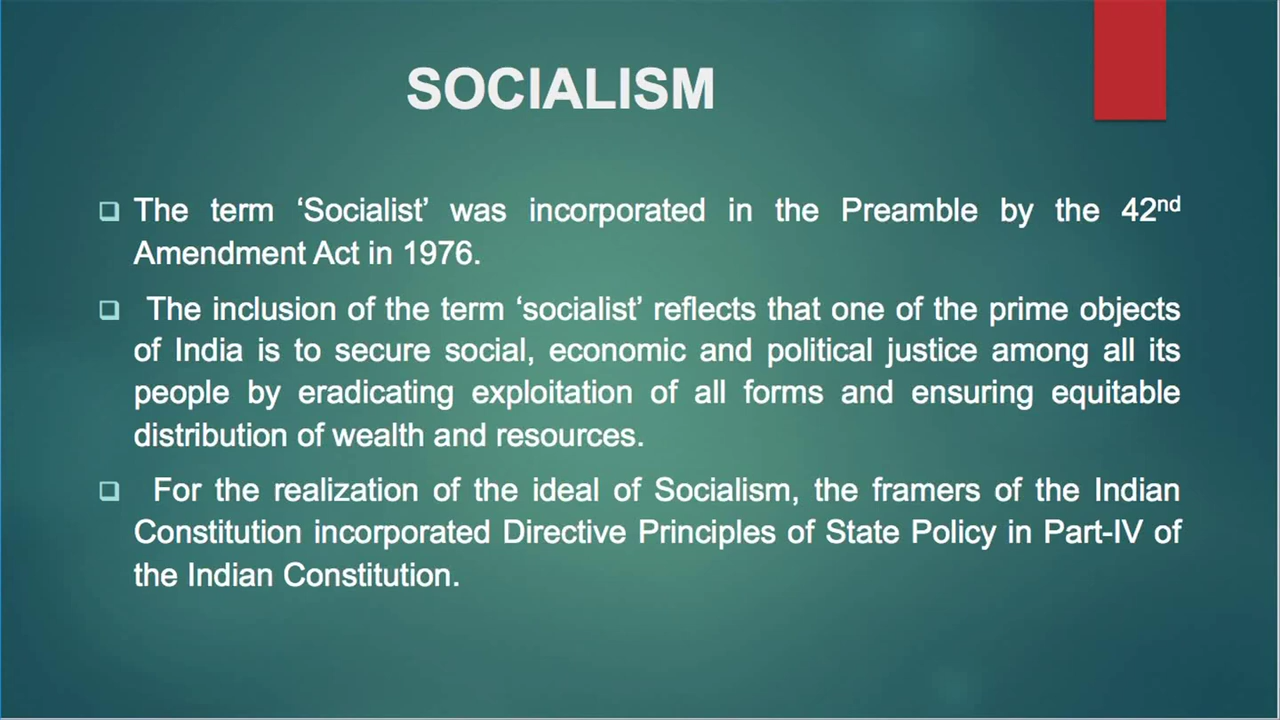 SOCIALISM
The term ‘Socialist’ was incorporated in the Preamble by the 42nd
Amendment Act in 1976.
The inclusion of the term ‘socialist’ reflects that one of the prime objects
of India is to secure social, economic and political justice among all its
people by eradicating exploitation of all forms and ensuring equitable
distribution of wealth and resources.
For the realization of the ideal of Socialism, the framers of the Indian
Constitution incorporated Directive Principles of State Policy in Part-IV of
the Indian Constitution.